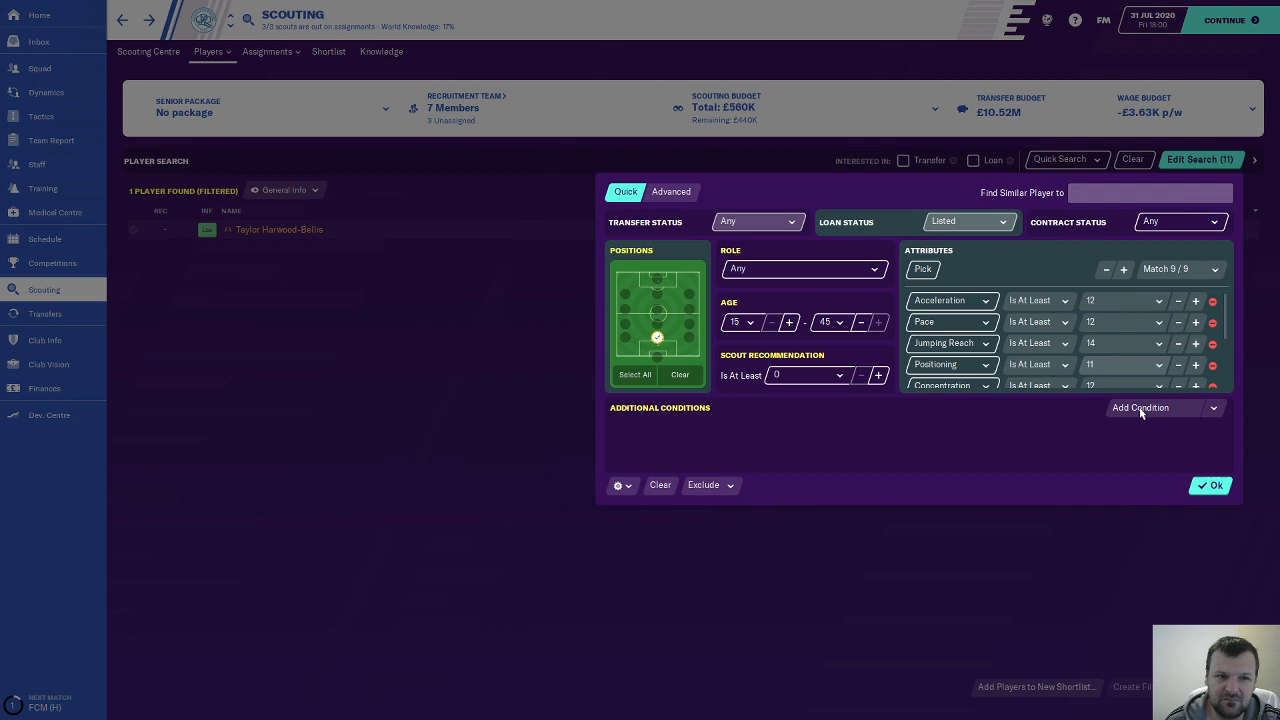 Home
Inbox
Squad
Dynamics
Tactics
Team Report
Staff
Training
Medical Centre
Schedule
Competitions
Scouting
Transfers
Club Info
Club Vision
Finances
Dev. Centre
1
NEXT MATCH
FCM (H)
SCOUTING
3/3 scouts are out on assignments - World Knowledge: 17%
FM
31 JUL 2020
Fri 18:00
CONTINUE
Scouting Centre
Players
Assignments
Shortlist
Knowledge
SENIOR PACKAGE
No package
RECRUITMENT TEAM
7 Members
3 Unassigned
SCOUTING BUDGET
Total: £560K
Remaining: £440K
TRANSFER BUDGET
£10.52M
WAGE BUDGET
-£3.63K p/w
PLAYER SEARCH
INTERESTED IN:
Transfer
Loan
Quick Search
Clear
Edit Search (11)
1 PLAYER FOUND (FILTERED)
General Info
REC INF NAME
- Loa Taylor Harwood-Bellis
Quick
Advanced
Find Similar Player to
TRANSFER STATUS
Any
LOAN STATUS
Listed
CONTRACT STATUS
Any
POSITIONS
Select All
Clear
ROLE
Any
AGE
15 - 45
SCOUT RECOMMENDATION
Is At Least 0
ATTRIBUTES
Pick
Match 9 / 9
Acceleration Is At Least 12
Pace Is At Least 12
Jumping Reach Is At Least 14
Positioning Is At Least 11
Concentration Is At Least 12
ADDITIONAL CONDITIONS
Add Condition
Clear
Exclude
Ok
Add Players to New Shortlist...